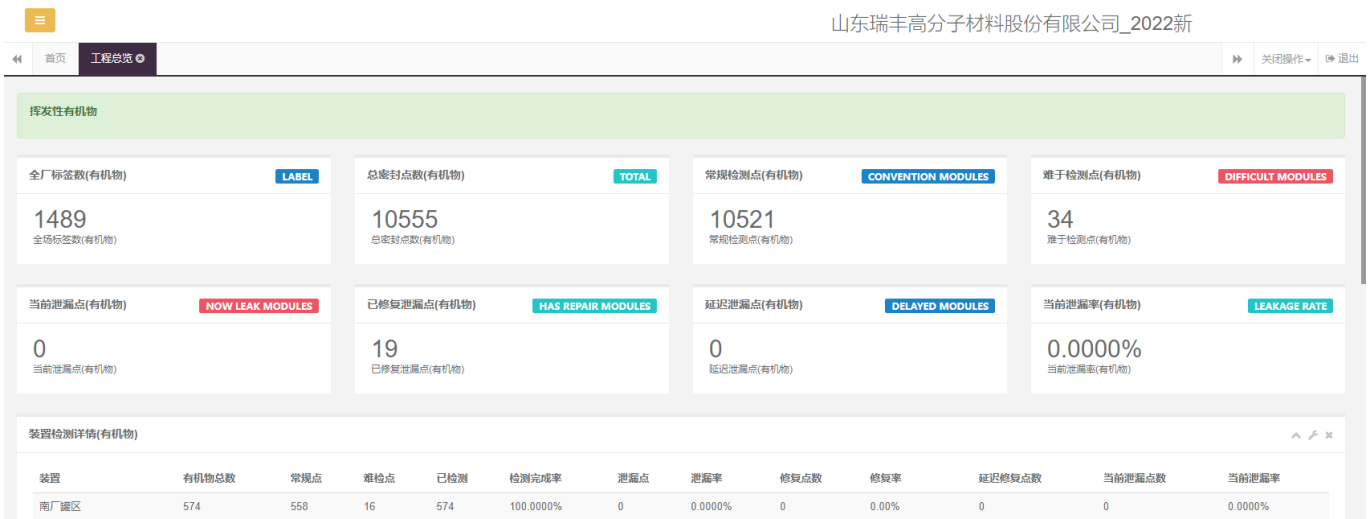 山东瑞丰高分子材料股份有限公司_2022新
首页 工程总览 关闭操作 退出
挥发性有机物
全厂标签数(有机物) LABEL 总密封点数(有机物) TOTAL 常规检测点(有机物) CONVENTION MODULES 难于检测点(有机物) DIFFICULT MODULES
1489 10555 10521 34
全场标签数(有机物) 总密封点数(有机物) 常规检测点(有机物) 难于检测点(有机物)
当前泄漏点(有机物) NOW LEAK MODULES 已修复泄漏点(有机物) HAS REPAIR MODULES 延迟泄漏点(有机物) DELAYED MODULES 当前泄漏率(有机物) LEAKAGE RATE
0 19 0 0.0000%
当前泄漏点(有机物) 已修复泄漏点(有机物) 延迟泄漏点(有机物) 当前泄漏率(有机物)
装置检测详情(有机物)
装置 有机物总数 常规点 难检点 已检测 检测完成率 泄漏点 泄漏率 修复点数 修复率 延迟修复点数 当前泄漏点数 当前泄漏率
南厂罐区 574 558 16 574 100.0000% 0 0.0000% 0 0.00% 0 0 0.0000%